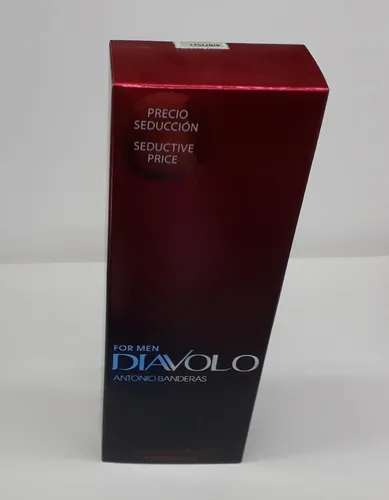 PRECIO
SEDUCCIÓN
SEDUCTIVE
PRICE
FOR MEN
DIAVOLO
ANTONIO BANDERAS